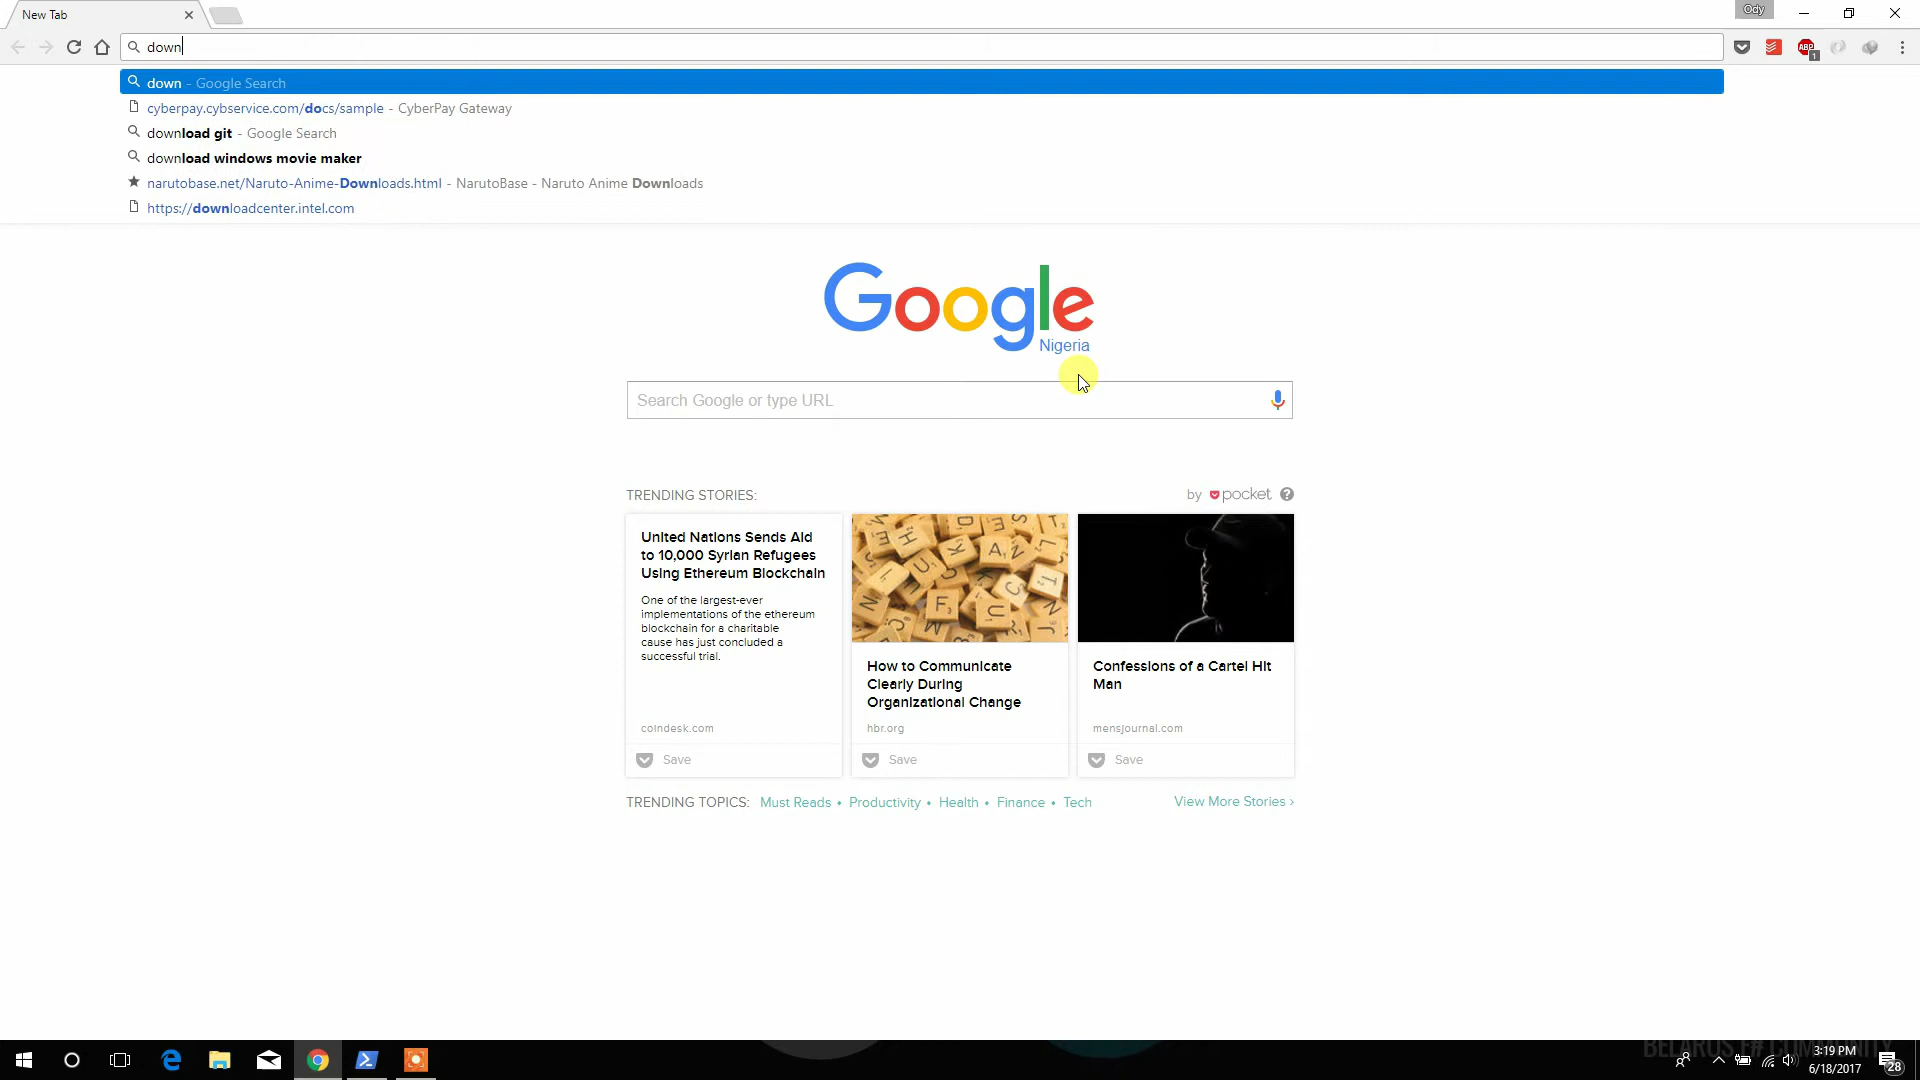 New Tab
Ody
down
down - Google Search
cyberpay.cybservice.com/docs/sample - CyberPay Gateway
download git - Google Search
download windows movie maker
narutobase.net/Naruto-Anime-Downloads.html - NarutoBase - Naruto Anime Downloads
https://downloadcenter.intel.com
ABP
1
Google
Nigeria
Search Google or type URL
TRENDING STORIES:
by pocket ?
United Nations Sends Aid
to 10,000 Syrian Refugees
Using Ethereum Blockchain
One of the largest-ever
implementations of the ethereum
blockchain for a charitable
cause has just concluded a
successful trial.
coindesk.com
Save
How to Communicate
Clearly During
Organizational Change
hbr.org
Save
Confessions of a Cartel Hit
Man
mensjournal.com
Save
TRENDING TOPICS: Must Reads • Productivity • Health • Finance • Tech
View More Stories ›
BELARUS F# COMMUNITY
3:19 PM
6/18/2017
28